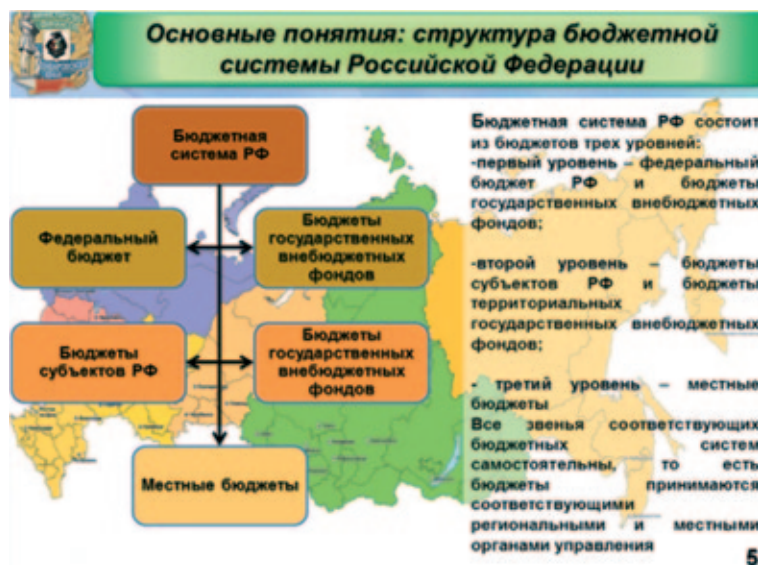 Основные понятия: структура бюджетной
системы Российской Федерации
Бюджетная
система РФ
Федеральный
бюджет
Бюджеты
государственных
внебюджетных
фондов
Бюджеты
субъектов РФ
Бюджеты
государственных
внебюджетных
фондов
Местные бюджеты
Бюджетная система РФ состоит
из бюджетов трех уровней:
-первый уровень – федеральный
бюджет РФ и бюджеты
государственных внебюджетных
фондов;
-второй уровень – бюджеты
субъектов РФ и бюджеты
территориальных
государственных внебюджетных
фондов;
- третий уровень – местные
бюджеты
Все звенья соответствующих
бюджетных систем
самостоятельны, то есть
бюджеты принимаются
соответствующими
региональными и местными
органами управления
5